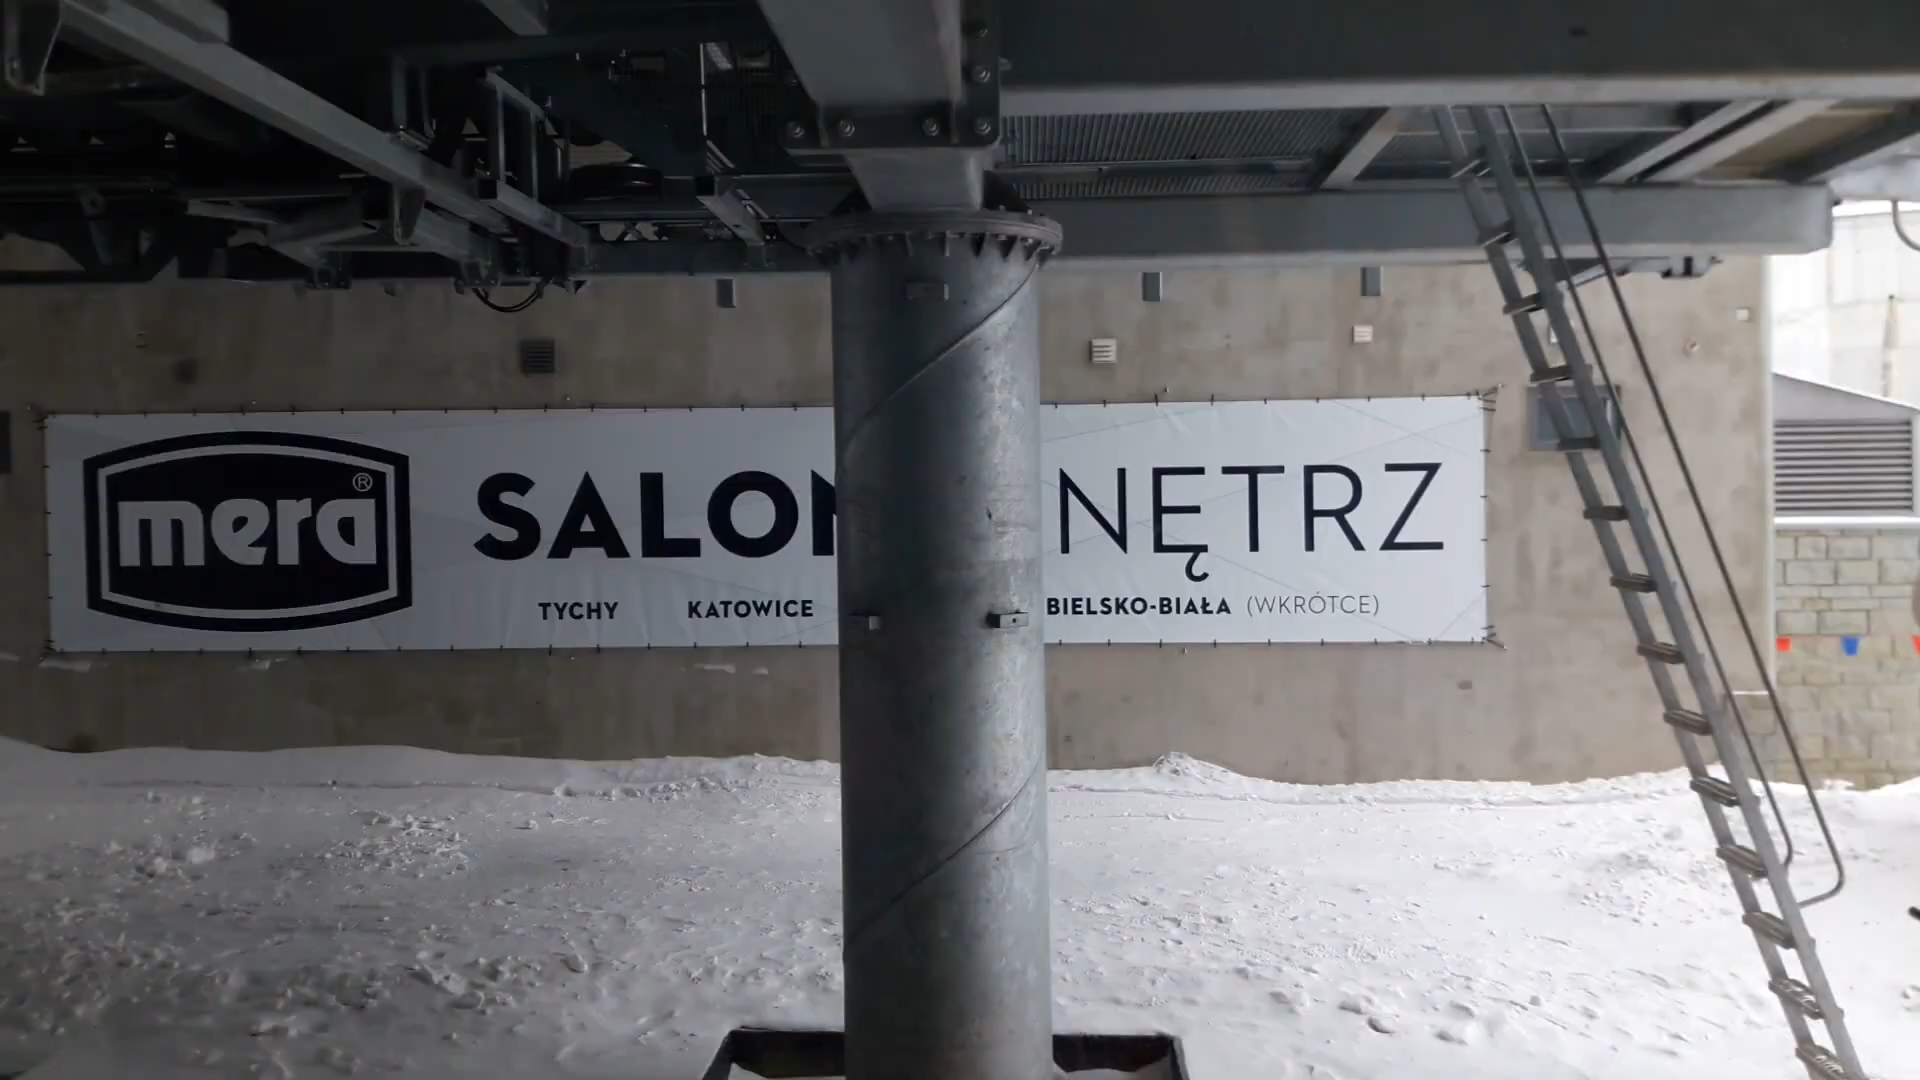 mera®
SALON NĘTRZ
TYCHY KATOWICE BIELSKO-BIAŁA (WKRÓTCE)